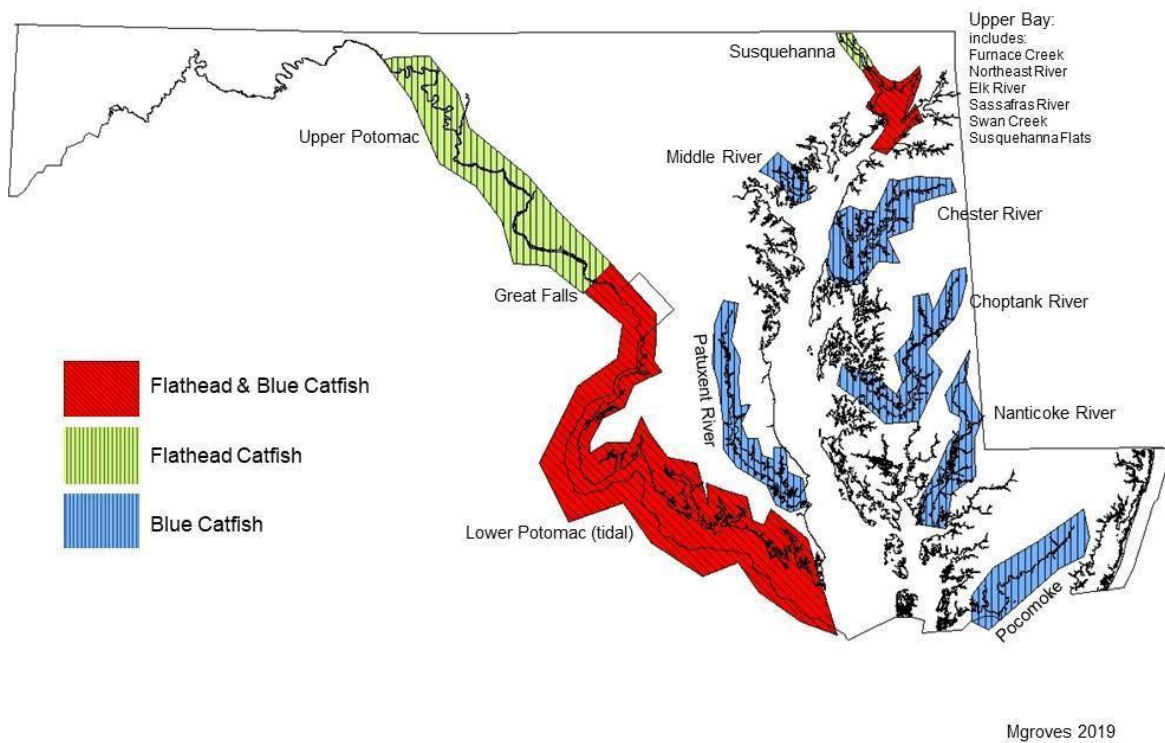 Upper Bay:
includes:
Furnace Creek
Northeast River
Elk River
Sassafras River
Swan Creek
Susquehanna Flats
Susquehanna
Upper Potomac
Middle River
Chester River
Great Falls
Choptank River
Patuxent River
Flathead & Blue Catfish
Nanticoke River
Flathead Catfish
Blue Catfish
Lower Potomac (tidal)
Pocomoke
Mgroves 2019